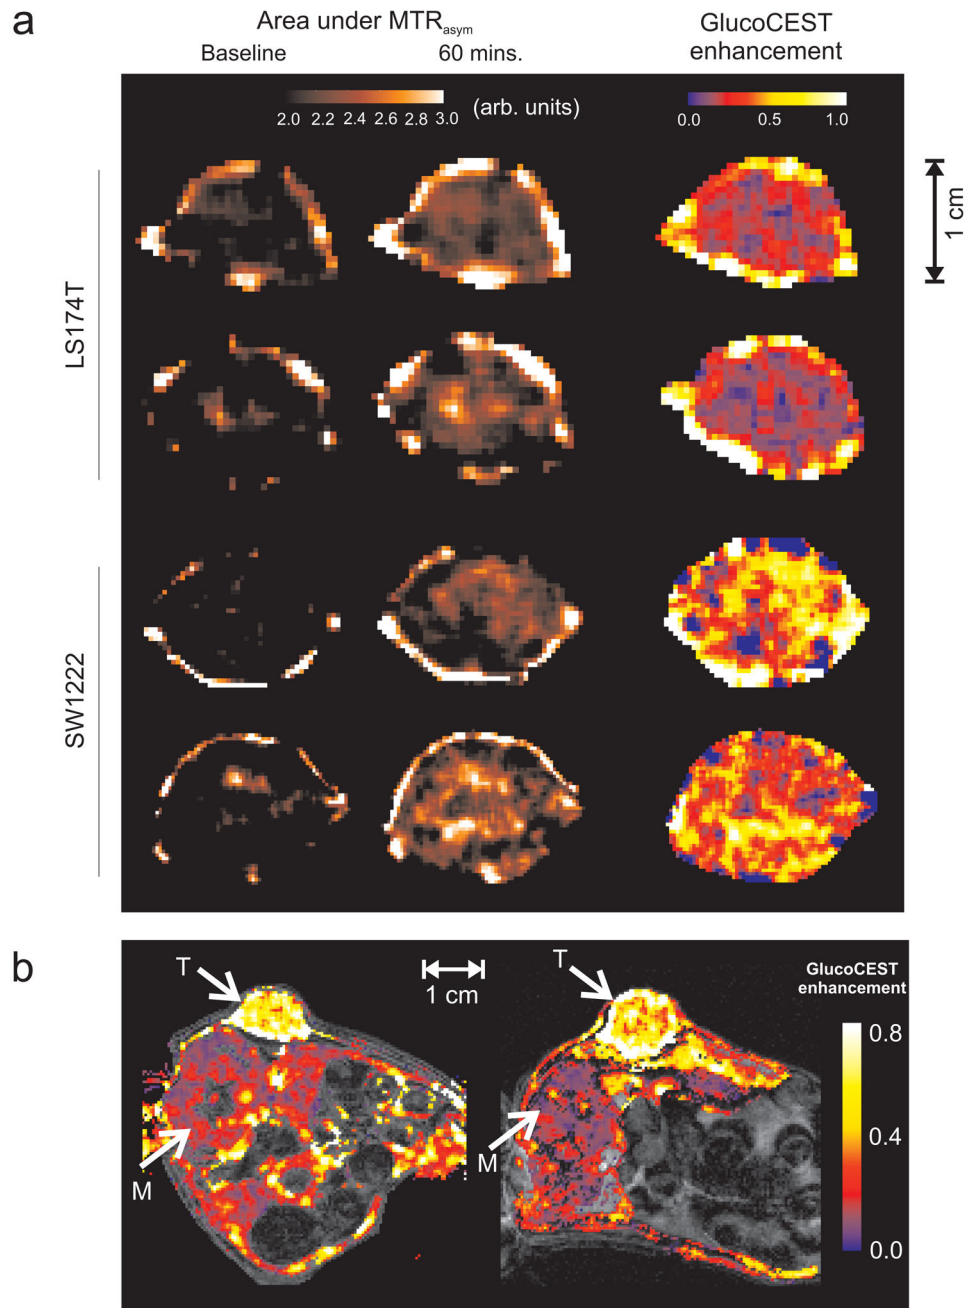 a
Area under MTRasym
Baseline
60 mins.
GlucoCEST
enhancement
2.0 2.2 2.4 2.6 2.8 3.0
(arb. units)
0.0 0.5 1.0
1 cm
LS174T
SW1222
b
T
1 cm
M
T
M
GlucoCEST
enhancement
0.8
0.4
0.0